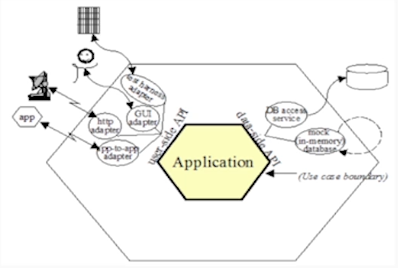 test harness
adapter
GUI
adapter
http
adapter
app
app-to-app
adapter
user-side API
Application
data-side API
DB access
service
mock
(in-memory)
database
(Use case boundary)